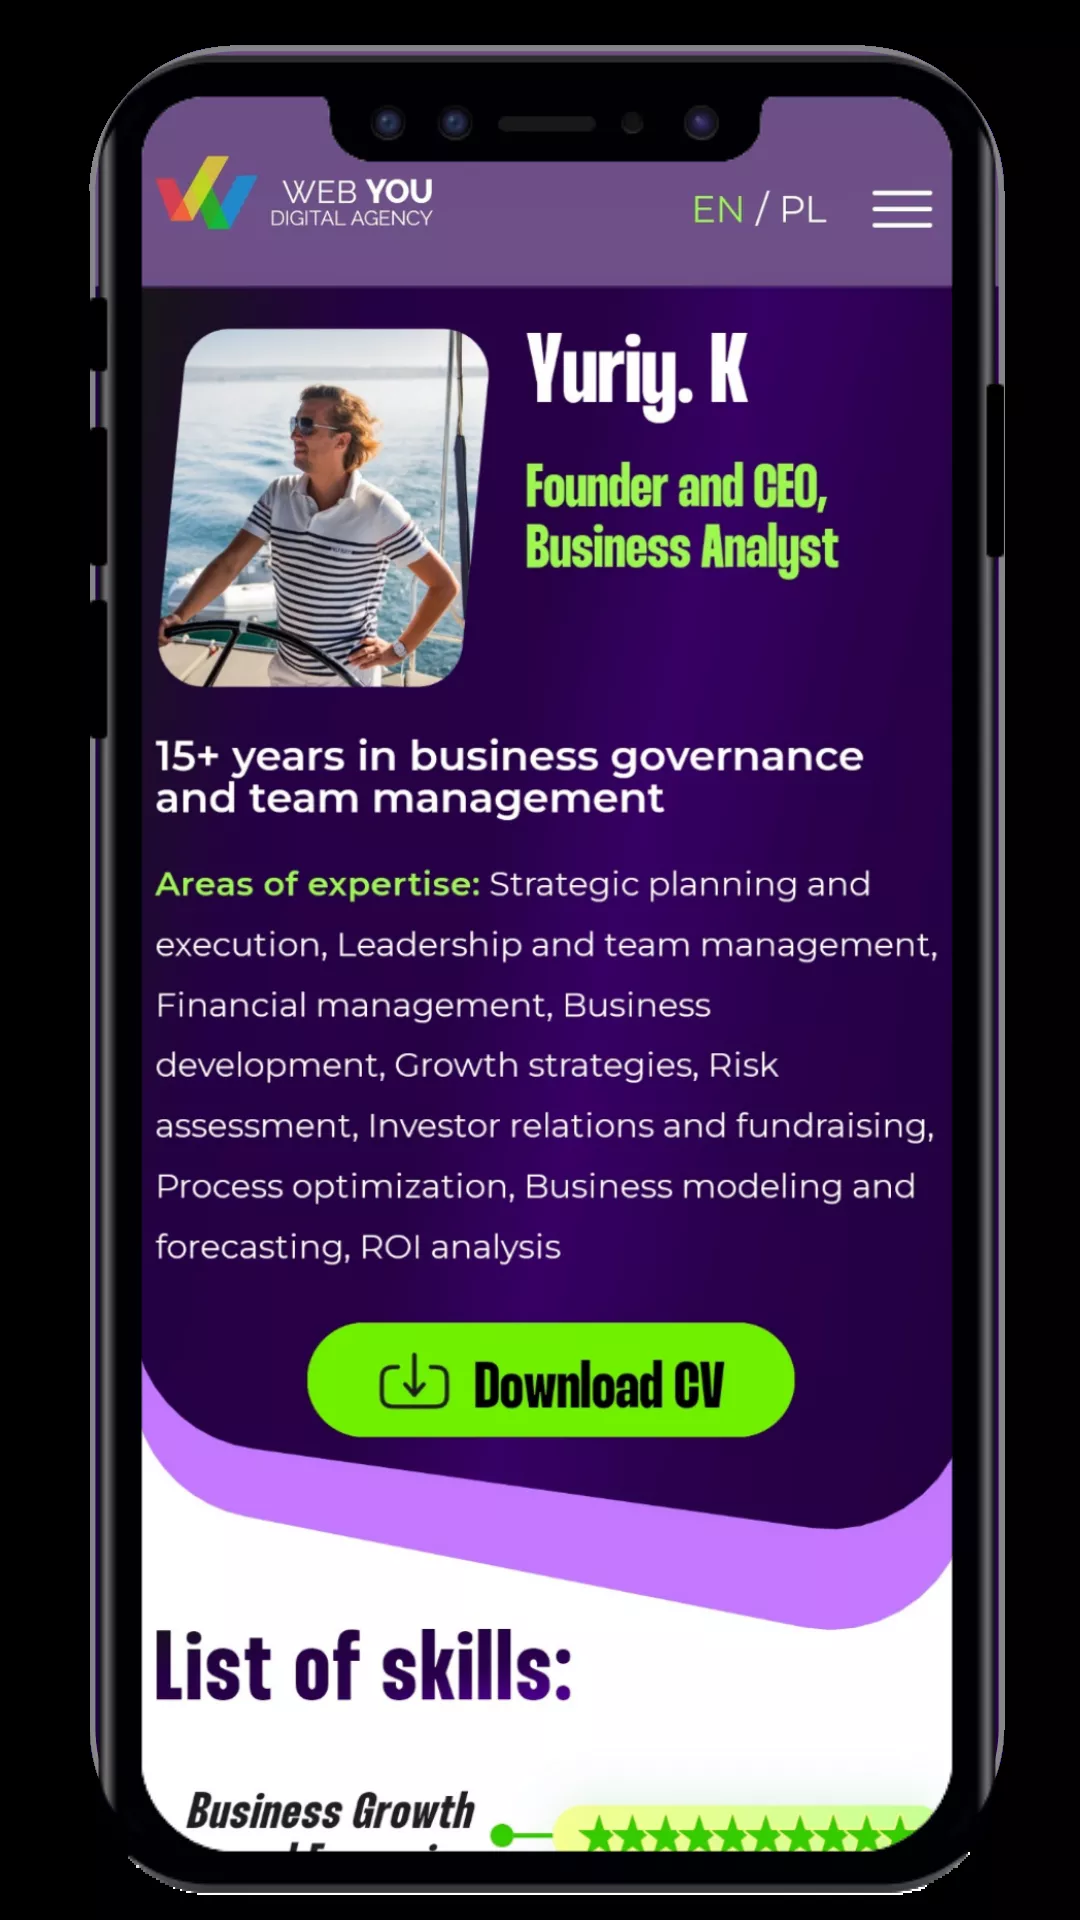 WEB YOU
DIGITAL AGENCY
EN / PL
Yuriy. K
Founder and CEO,
Business Analyst
15+ years in business governance
and team management
Areas of expertise: Strategic planning and
execution, Leadership and team management,
Financial management, Business
development, Growth strategies, Risk
assessment, Investor relations and fundraising,
Process optimization, Business modeling and
forecasting, ROI analysis
Download CV
List of skills:
Business Growth